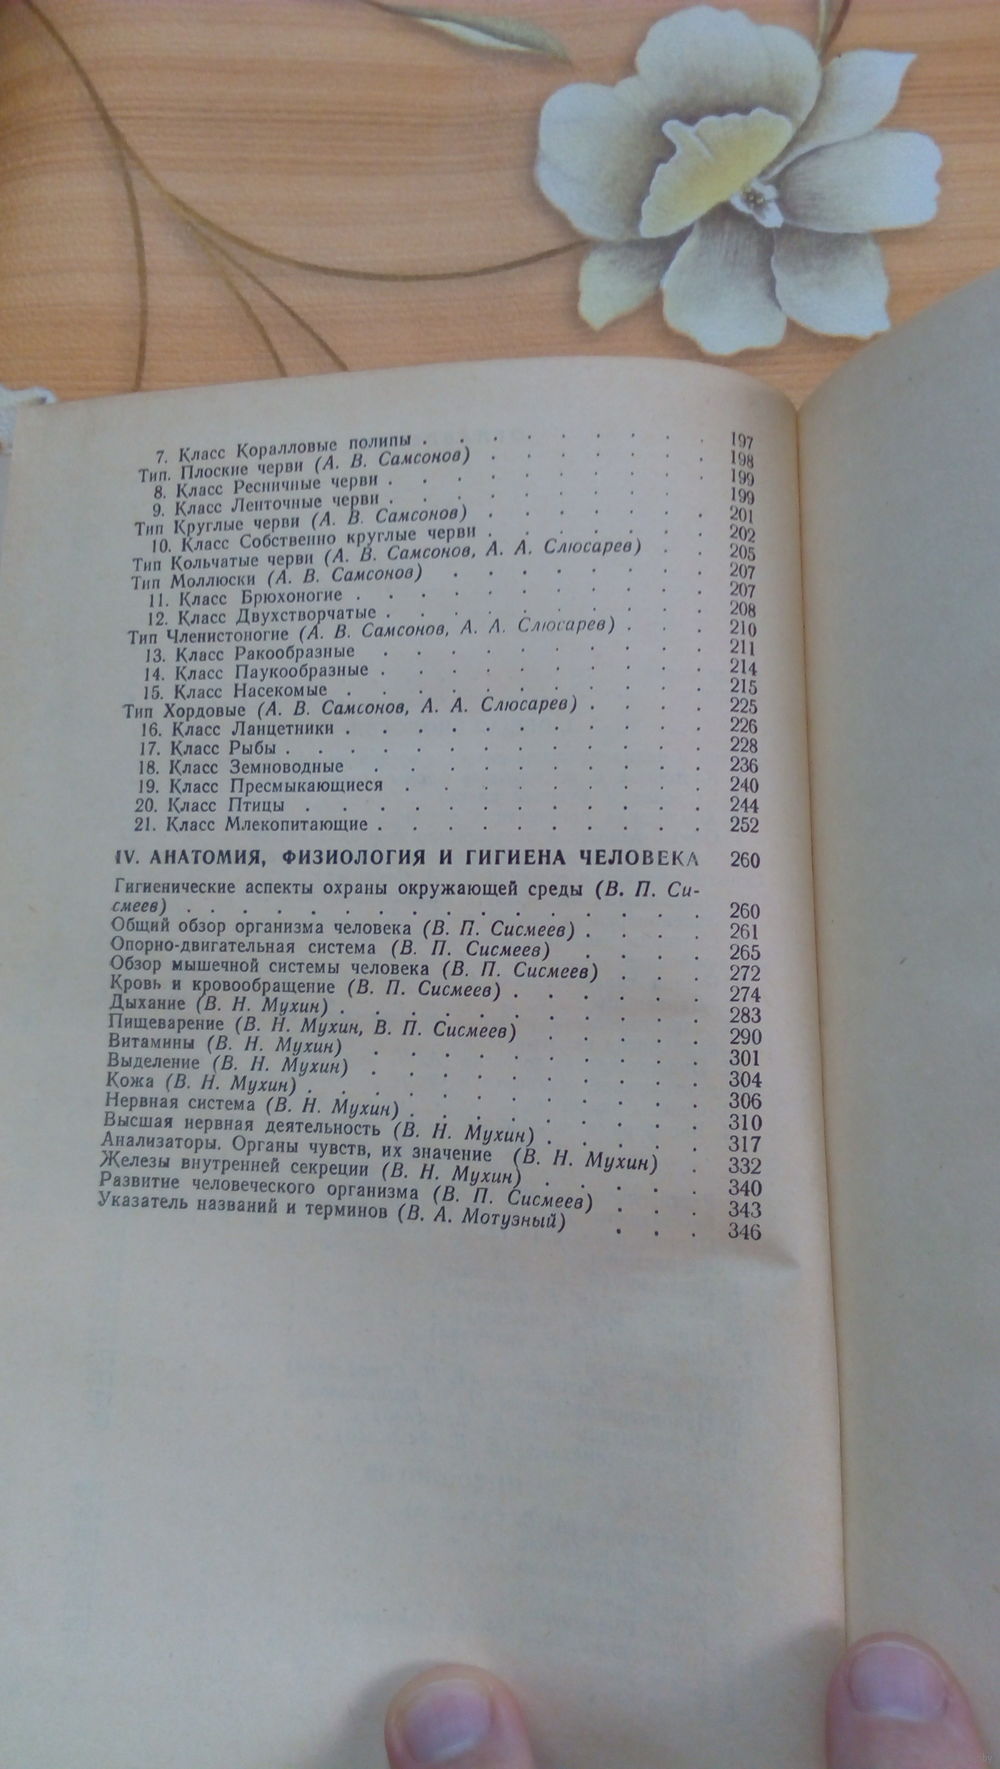 7. Класс Коралловые полипы . . . . . . . . . 197
Тип. Плоские черви (А. В. Самсонов) . . . . . . . 198
8. Класс Ресничные черви . . . . . . . . . . 199
9. Класс Ленточные черви . . . . . . . . . . 199
Тип Круглые черви (А. В. Самсонов) . . . . . . . 201
10. Класс Собственно круглые черви . . . . . . . 202
Тип Кольчатые черви (А. В. Самсонов, А. А. Слюсарев) . . 205
Тип Моллюски (А. В. Самсонов) . . . . . . . . 207
11. Класс Брюхоногие . . . . . . . . . . 207
12. Класс Двухстворчатые . . . . . . . . . 208
Тип Членистоногие (А. В. Самсонов, А. А. Слюсарев) . . . 210
13. Класс Ракообразные . . . . . . . . . 211
14. Класс Паукообразные . . . . . . . . . 214
15. Класс Насекомые . . . . . . . . . . 215
Тип Хордовые (А. В. Самсонов, А. А. Слюсарев) . . . . 225
16. Класс Ланцетники . . . . . . . . . . 226
17. Класс Рыбы . . . . . . . . . . . . 228
18. Класс Земноводные . . . . . . . . . 236
19. Класс Пресмыкающиеся . . . . . . . . 240
20. Класс Птицы . . . . . . . . . . . 244
21. Класс Млекопитающие . . . . . . . . . 252
IV. АНАТОМИЯ, ФИЗИОЛОГИЯ И ГИГИЕНА ЧЕЛОВЕКА 260
Гигиенические аспекты охраны окружающей среды (В. П. Си-
смеев) . . . . . . . . . . . . . . 260
Общий обзор организма человека (В. П. Сисмеев) . . . . 261
Опорно-двигательная система (В. П. Сисмеев) . . . . 265
Обзор мышечной системы человека (В. П. Сисмеев) . . . 272
Кровь и кровообращение (В. П. Сисмеев) . . . . . . 274
Дыхание (В. Н. Мухин) . . . . . . . . . . 283
Пищеварение (В. Н. Мухин, В. П. Сисмеев) . . . . . 290
Витамины (В. Н. Мухин) . . . . . . . . . . 301
Выделение (В. Н. Мухин) . . . . . . . . . . 304
Кожа (В. Н. Мухин) . . . . . . . . . . . 306
Нервная система (В. Н. Мухин) . . . . . . . . 310
Высшая нервная деятельность (В. Н. Мухин) . . . . . 317
Анализаторы. Органы чувств, их значение (В. Н. Мухин) . 332
Железы внутренней секреции (В. Н. Мухин) . . . . . 340
Развитие человеческого организма (В. П. Сисмеев) . . . 343
Указатель названий и терминов (В. А. Мотузный) . . . 346